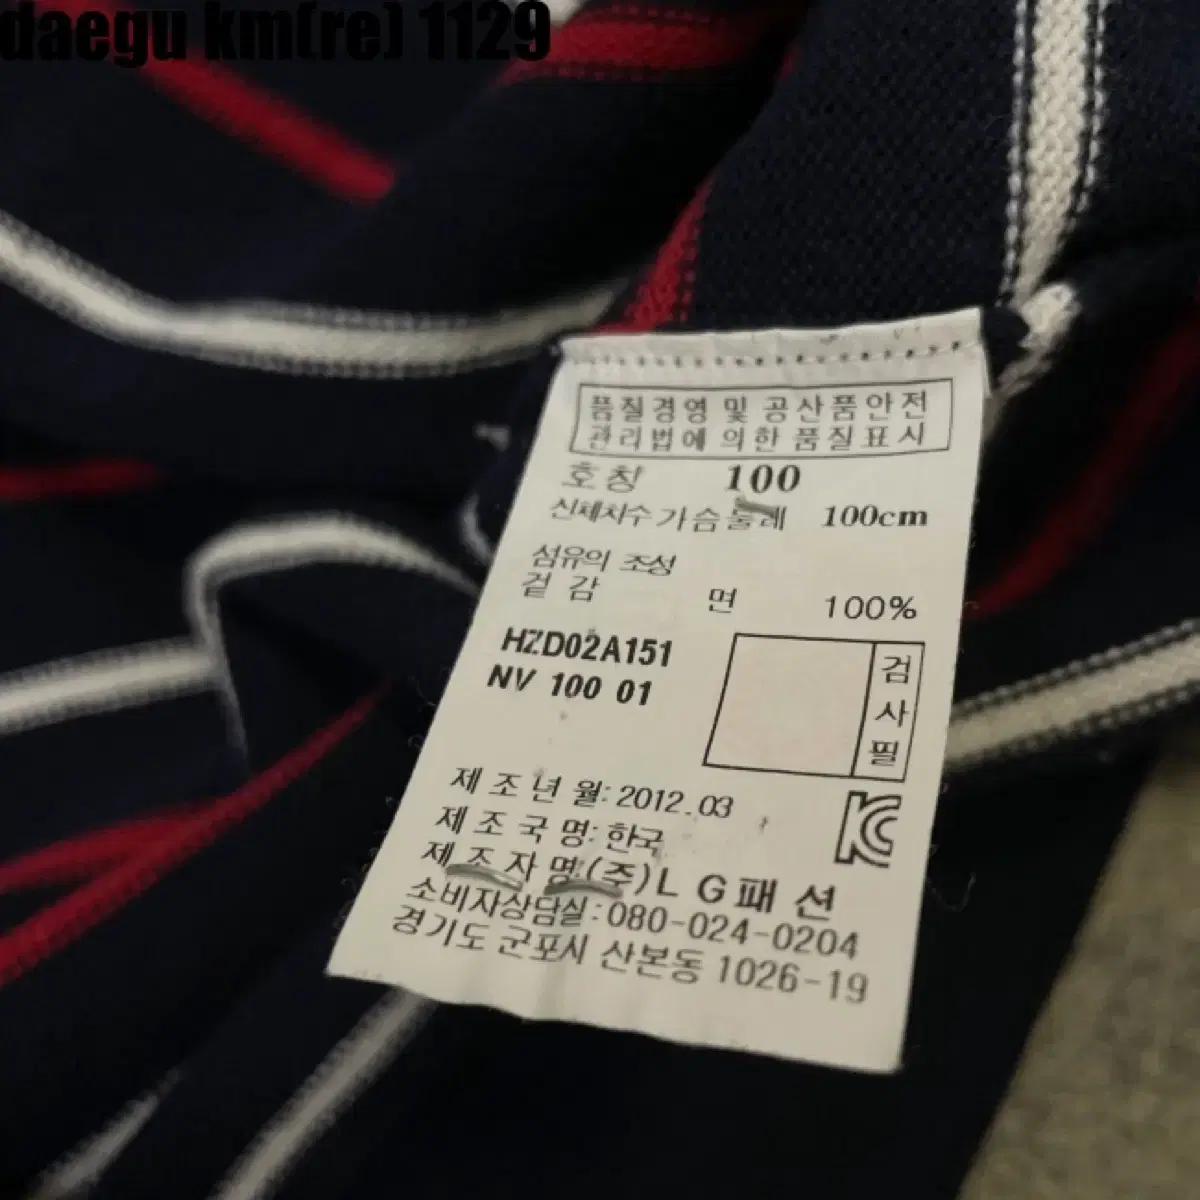 daegu km(re) 1129
품질경영 및 공산품안전
관리법에 의한 품질표시
호칭 100
신체치수 가슴둘레 100cm
섬유의 조성
겉감 면 100%
HZD02A151
NV 100 01
검사필
제조년월: 2012.03
제조국명: 한국
제조자명:(주)L G패션
소비자상담실: 080-024-0204
경기도 군포시 산본동 1026-19